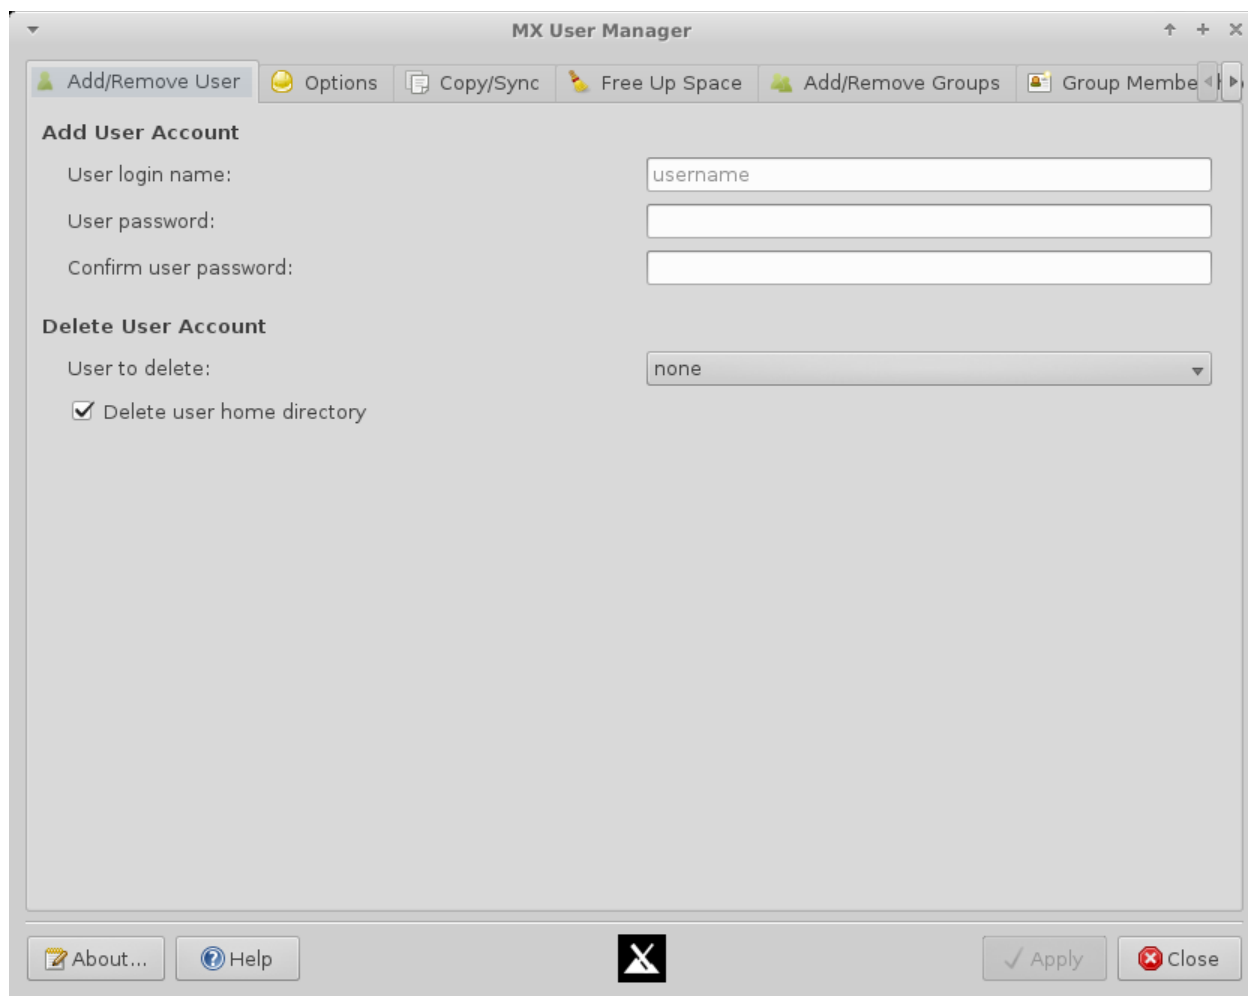 MX User Manager
Add/Remove User Options Copy/Sync Free Up Space Add/Remove Groups Group Membe
Add User Account
User login name: username
User password:
Confirm user password:
Delete User Account
User to delete: none
Delete user home directory
About... Help Apply Close